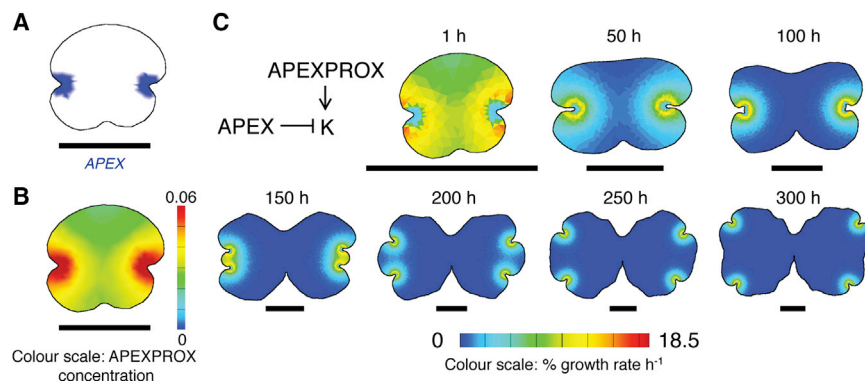 A
APEX
B
0.06
0
Colour scale: APEXPROX
concentration
C
APEXPROX
APEX K
1 h
50 h
100 h
150 h
200 h
250 h
300 h
0
18.5
Colour scale: % growth rate h⁻¹